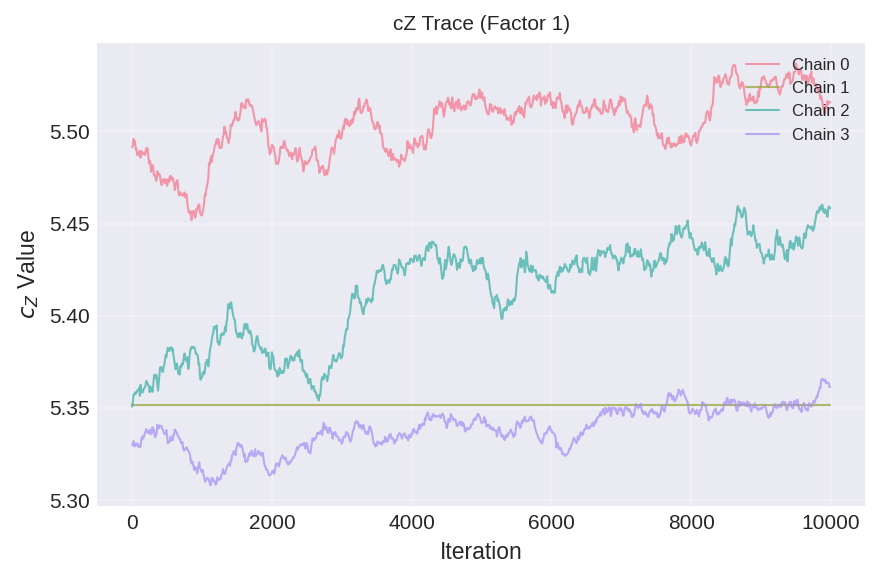 cZ Trace (Factor 1)
Chain 0
Chain 1
Chain 2
Chain 3
5.50
5.45
5.40
5.35
5.30
c_Z Value
0 2000 4000 6000 8000 10000
Iteration